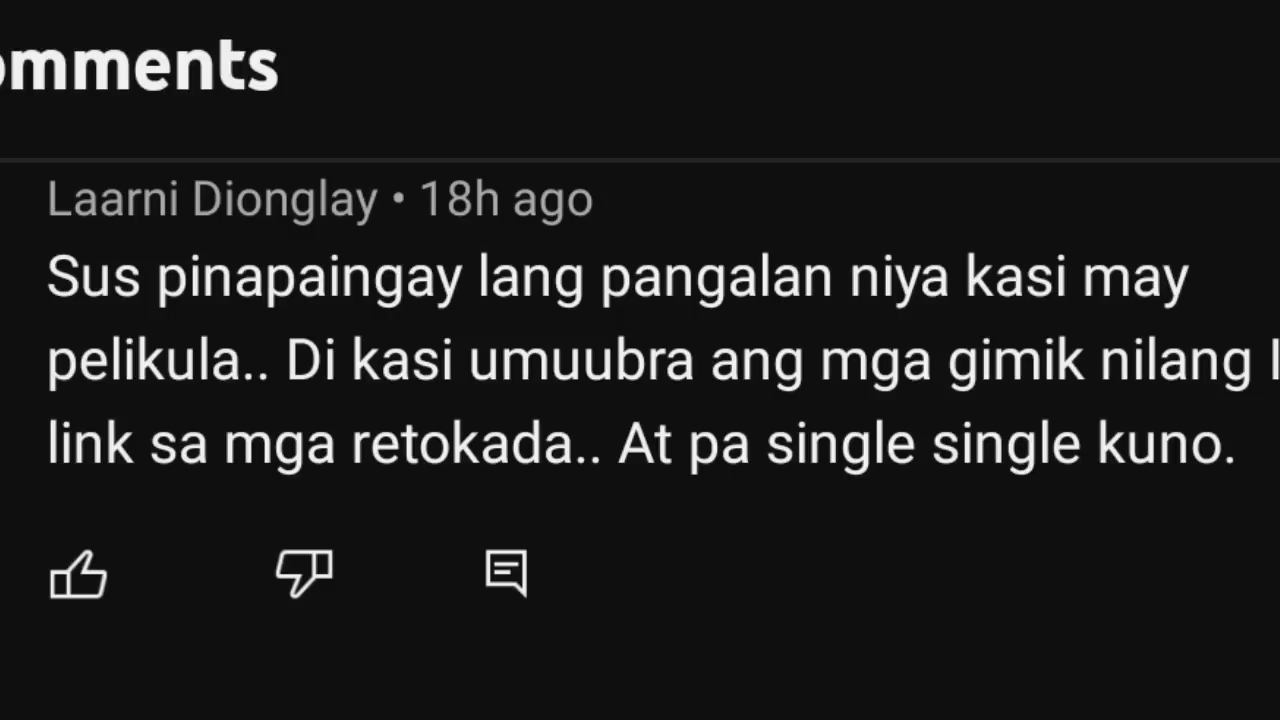 omments
Laarni Dionglay • 18h ago
Sus pinapaingay lang pangalan niya kasi may
pelikula.. Di kasi umuubra ang mga gimik nilang
link sa mga retokada.. At pa single single kuno.